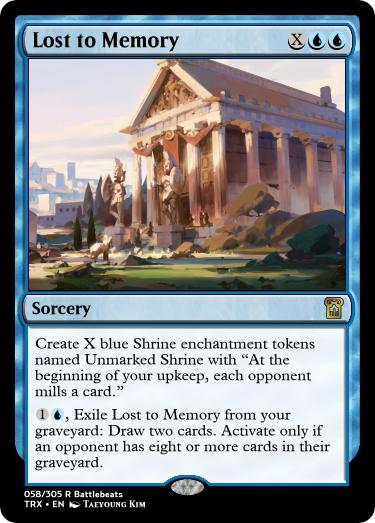 Lost to Memory X
Sorcery
Create X blue Shrine enchantment tokens
named Unmarked Shrine with “At the
beginning of your upkeep, each opponent
mills a card.”
1, Exile Lost to Memory from your
graveyard: Draw two cards. Activate only if
an opponent has eight or more cards in their
graveyard.
058/305 R Battlebeats
TRX • EN Taeyoung Kim